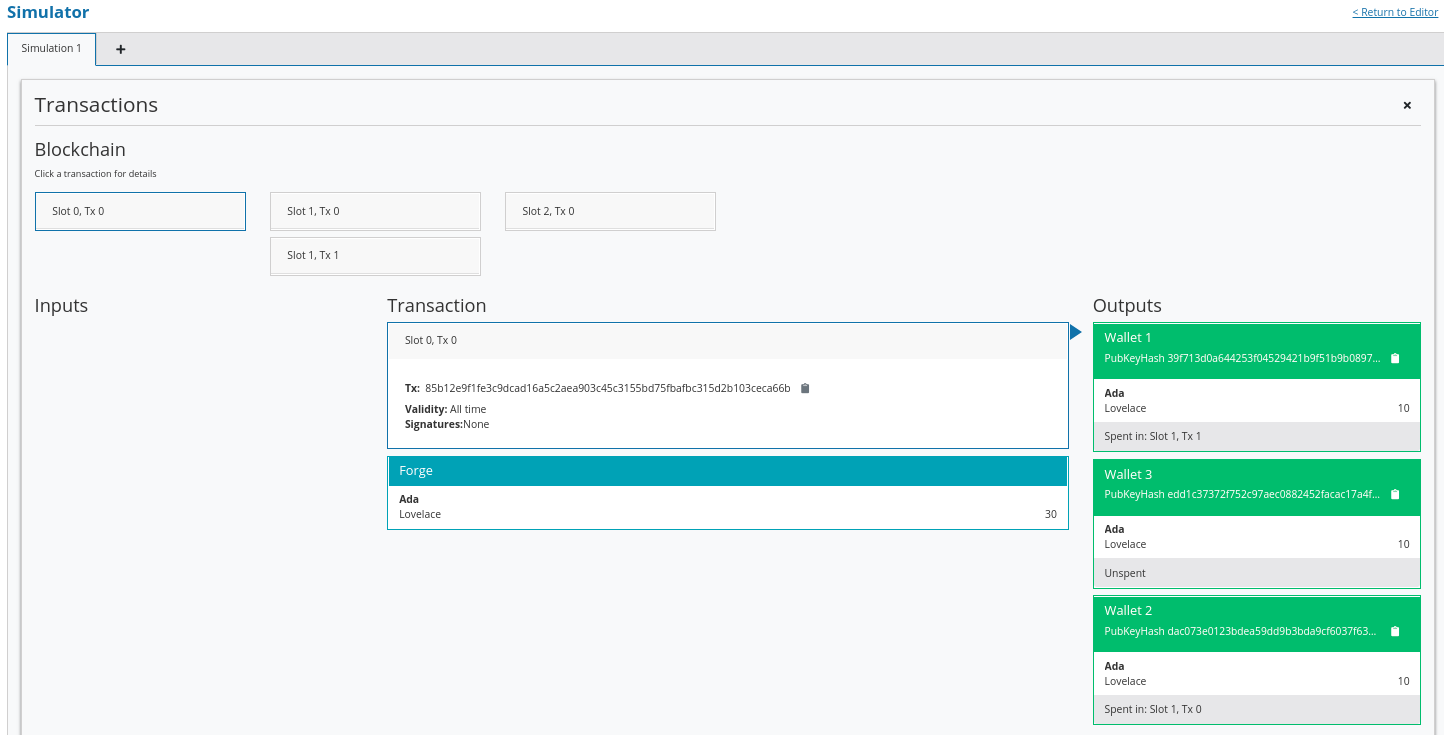 Simulator
< Return to Editor
Simulation 1
+
Transactions
×
Blockchain
Click a transaction for details
Slot 0, Tx 0
Slot 1, Tx 0
Slot 2, Tx 0
Slot 1, Tx 1
Inputs
Transaction
Slot 0, Tx 0
Tx: 85b12e9f1fe3c9dcad16a5c2aea903c45c3155bd75fbafbc315d2b103ceca66b
Validity: All time
Signatures:None
Forge
Ada
Lovelace 30
Outputs
Wallet 1
PubKeyHash 39f713d0a644253f04529421b9f51b9b0897...
Ada
Lovelace 10
Spent in: Slot 1, Tx 1
Wallet 3
PubKeyHash edd1c37372f752c97aec0882452facac17a4f...
Ada
Lovelace 10
Unspent
Wallet 2
PubKeyHash dac073e0123bdea59dd9b3bda9cf6037f63...
Ada
Lovelace 10
Spent in: Slot 1, Tx 0